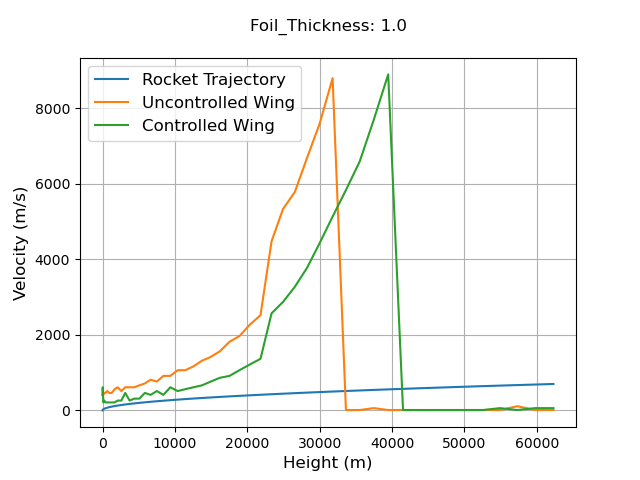 Foil_Thickness: 1.0
Rocket Trajectory
Uncontrolled Wing
Controlled Wing
8000
6000
4000
2000
0
Velocity (m/s)
0 10000 20000 30000 40000 50000 60000
Height (m)